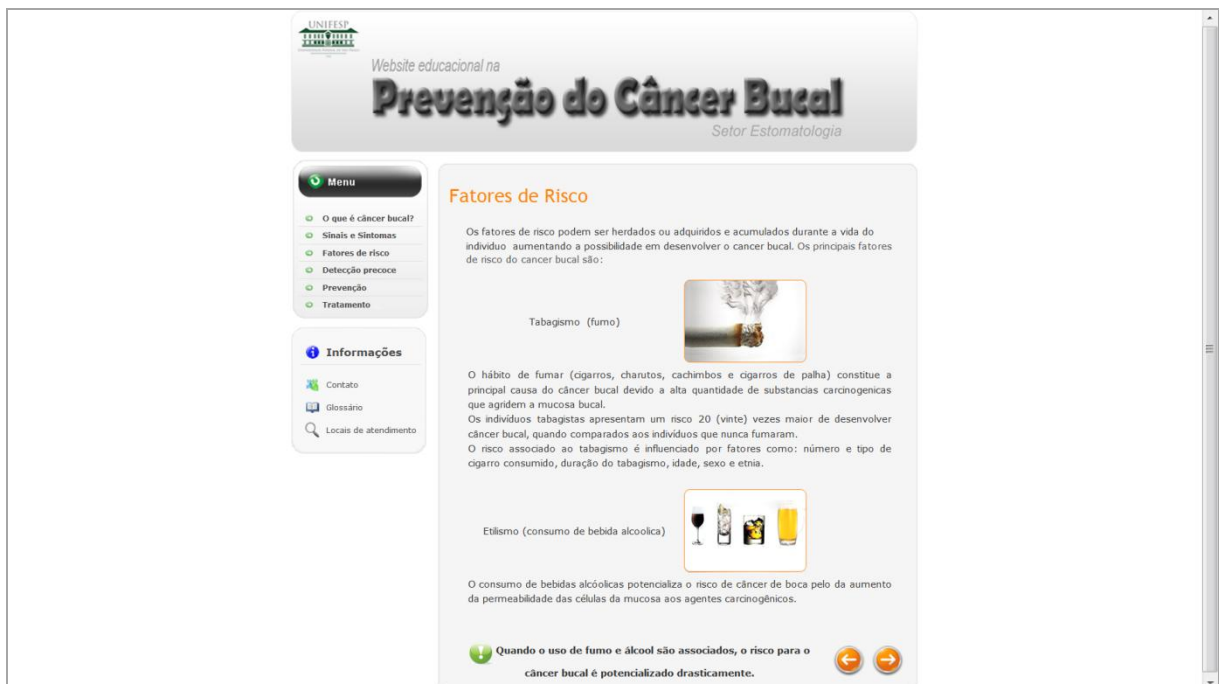 UNIFESP
Website educacional na
Prevenção do Câncer Bucal
Setor Estomatologia
Menu
O que é câncer bucal?
Sinais e Sintomas
Fatores de risco
Detecção precoce
Prevenção
Tratamento
Informações
Contato
Glossário
Locais de atendimento
Fatores de Risco
Os fatores de risco podem ser herdados ou adquiridos e acumulados durante a vida do
individuo aumentando a possibilidade em desenvolver o cancer bucal. Os principais fatores
de risco do cancer bucal são:
Tabagismo (fumo)
O hábito de fumar (cigarros, charutos, cachimbos e cigarros de palha) constitue a
principal causa do câncer bucal devido a alta quantidade de substancias carcinogenicas
que agridem a mucosa bucal.
Os indivíduos tabagistas apresentam um risco 20 (vinte) vezes maior de desenvolver
câncer bucal, quando comparados aos indivíduos que nunca fumaram.
O risco associado ao tabagismo é influenciado por fatores como: número e tipo de
cigarro consumido, duração do tabagismo, idade, sexo e etnia.
Etilismo (consumo de bebida alcoolica)
O consumo de bebidas alcóolicas potencializa o risco de câncer de boca pelo da aumento
da permeabilidade das células da mucosa aos agentes carcinogênicos.
Quando o uso de fumo e álcool são associados, o risco para o
câncer bucal é potencializado drasticamente.